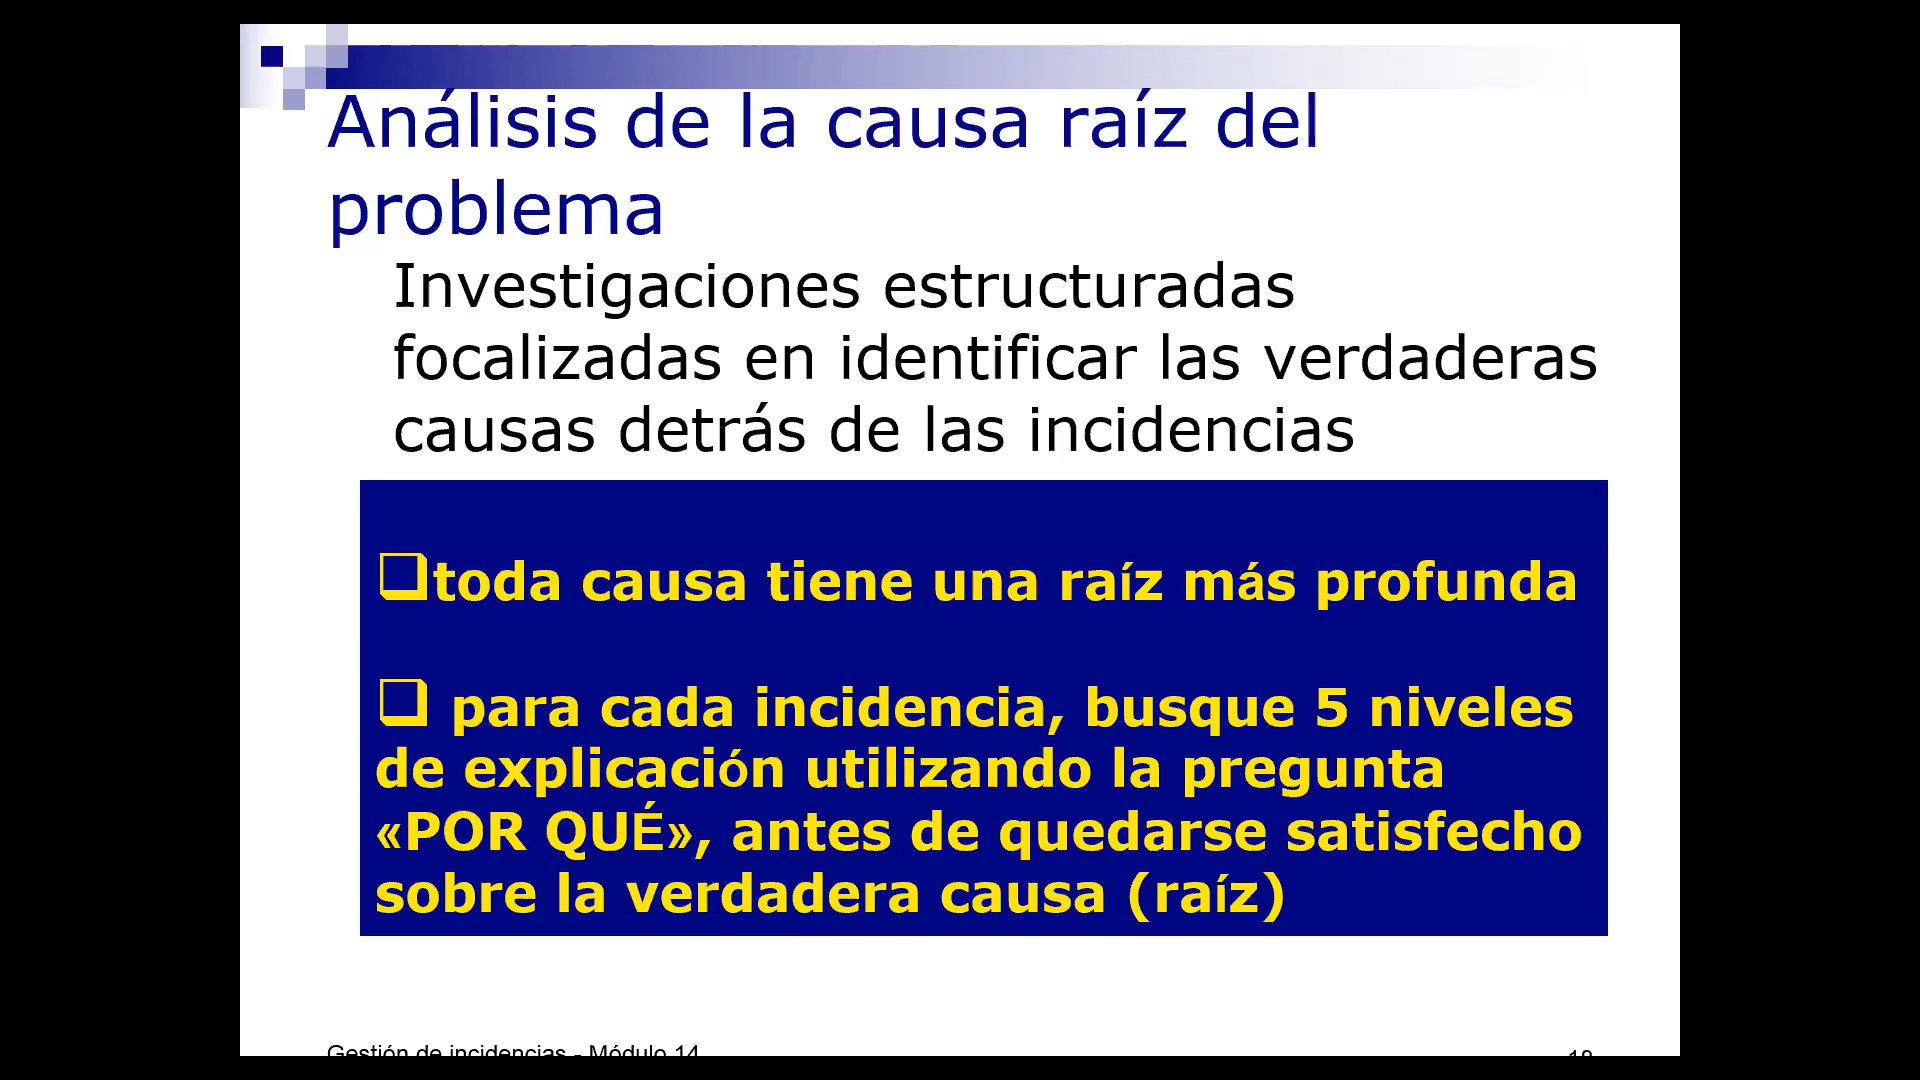 Análisis de la causa raíz del
problema
Investigaciones estructuradas
focalizadas en identificar las verdaderas
causas detrás de las incidencias
❑toda causa tiene una raíz más profunda
❑ para cada incidencia, busque 5 niveles
de explicación utilizando la pregunta
«POR QUÉ», antes de quedarse satisfecho
sobre la verdadera causa (raíz)
Gestión de incidencias - Módulo 14